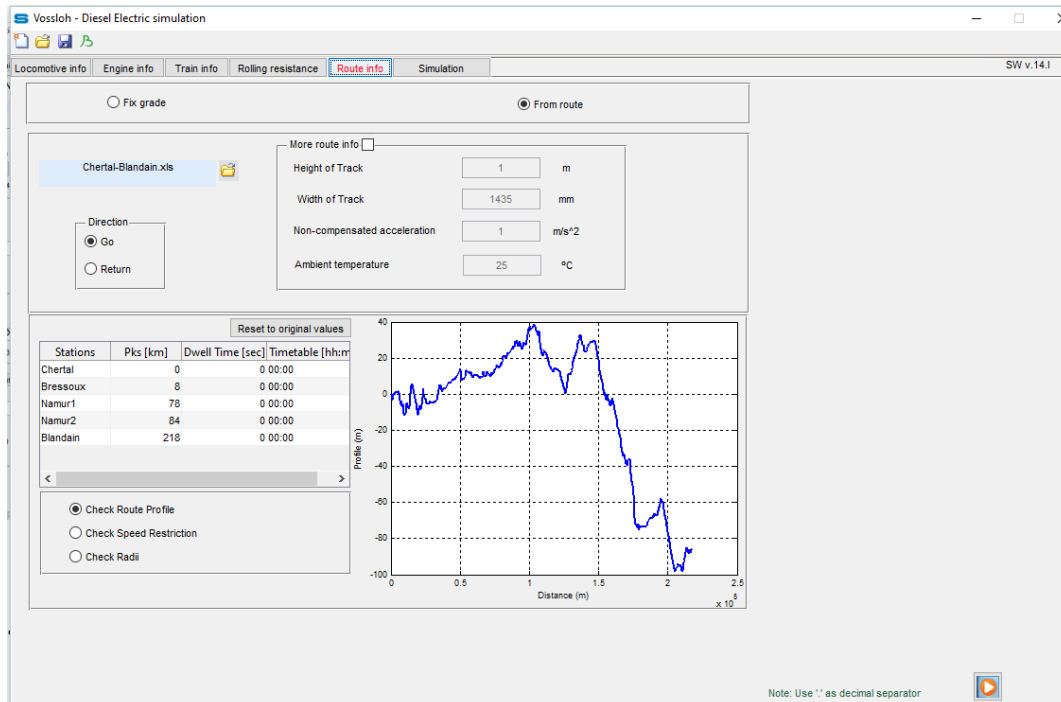 Vossloh - Diesel Electric simulation
Locomotive info Engine info Train info Rolling resistance Route info Simulation SW v.14.I
Fix grade From route
More route info
Chertal-Blandain.xls
Height of Track 1 m
Width of Track 1435 mm
Direction
Go
Return
Non-compensated acceleration 1 m/s^2
Ambient temperature 25 ºC
Reset to original values
Stations Pks [km] Dwell Time [sec] Timetable [hh:m
Chertal 0 0 00:00
Bressoux 8 0 00:00
Namur1 78 0 00:00
Namur2 84 0 00:00
Blandain 218 0 00:00
Check Route Profile
Check Speed Restriction
Check Radii
40
20
0
-20
-40
-60
-80
-100
Profile (m)
0 0.5 1 1.5 2 2.5
Distance (m)
x 10^5
Note: Use '.' as decimal separator